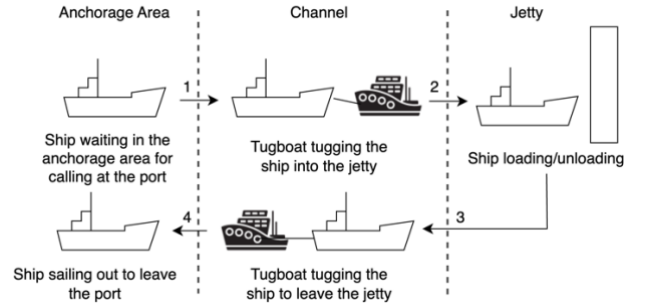 Anchorage Area
Channel
Jetty
1
2
Ship waiting in the
anchorage area for
calling at the port
Tugboat tugging the
ship into the jetty
Ship loading/unloading
4
3
Ship sailing out to leave
the port
Tugboat tugging the
ship to leave the jetty